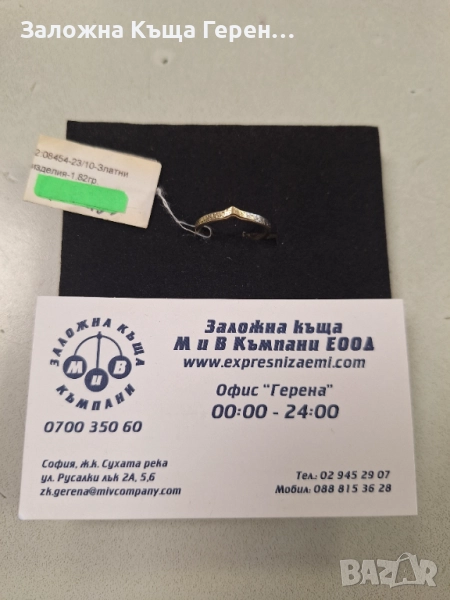 Заложна Къща Герен...
2:08454-23/10-Златни
изделия-1.82гр
ЗАЛОЖНА КЪЩА
М и В
КЪМПАНИ
0700 350 60
Заложна къща
М и В Къмпани ЕООД
www.expresnizaemi.com
Офис "Герена"
00:00 - 24:00
София, ж.к. Сухата река
ул. Русалки лък 2А, 5,6
zk.gerena@mivcompany.com
Тел.: 02 945 29 07
Мобил: 088 815 36 28
BAZAR